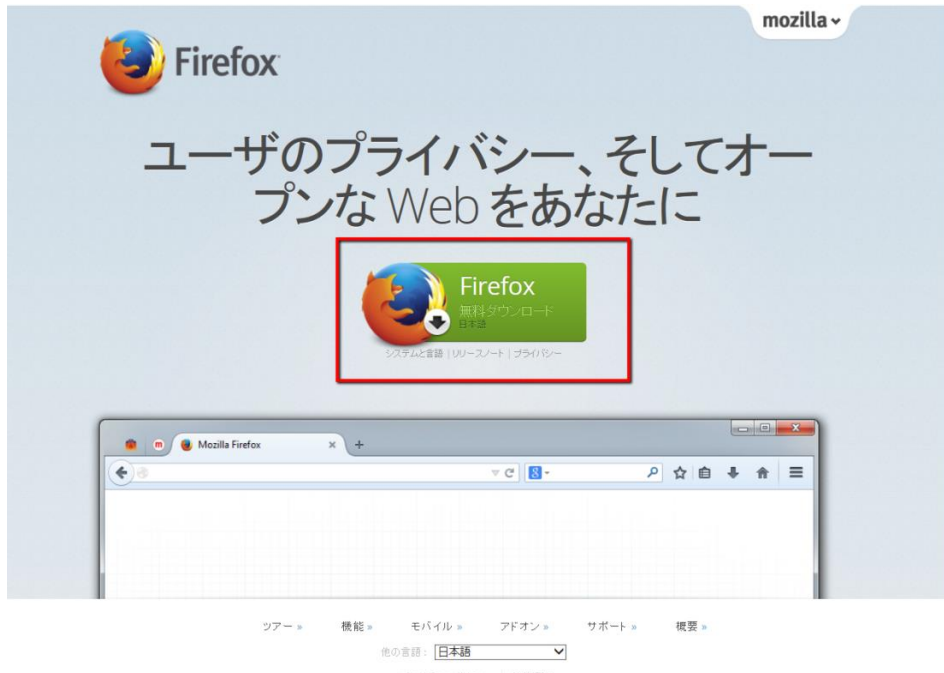 mozilla
Firefox
ユーザのプライバシー、そしてオー
プンな Web をあなたに
Firefox
無料ダウンロード
日本語
システムと言語 | リリースノート | プライバシー
m
Mozilla Firefox
8
ツアー » 機能 » モバイル » アドオン » サポート » 概要 »
他の言語: 日本語